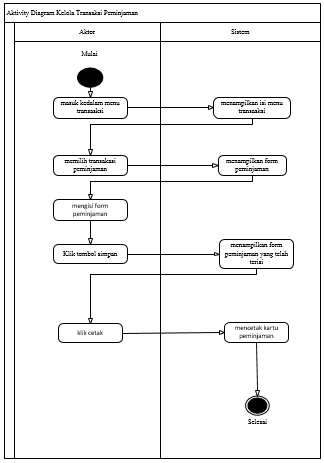 Aktivity Diagram Kelola Transaksi Peminjaman
Aktor
Sistem
Mulai
masuk kedalam menu
transaksi
menampilkan isi menu
transaksi
memilih transakasi
peminjaman
menampilkan form
peminjaman
mengisi form
peminjaman
Klik tombol simpan
menampilkan form
peminjaman yang telah
terisi
klik cetak
mencetak kartu
peminjaman
Selesai